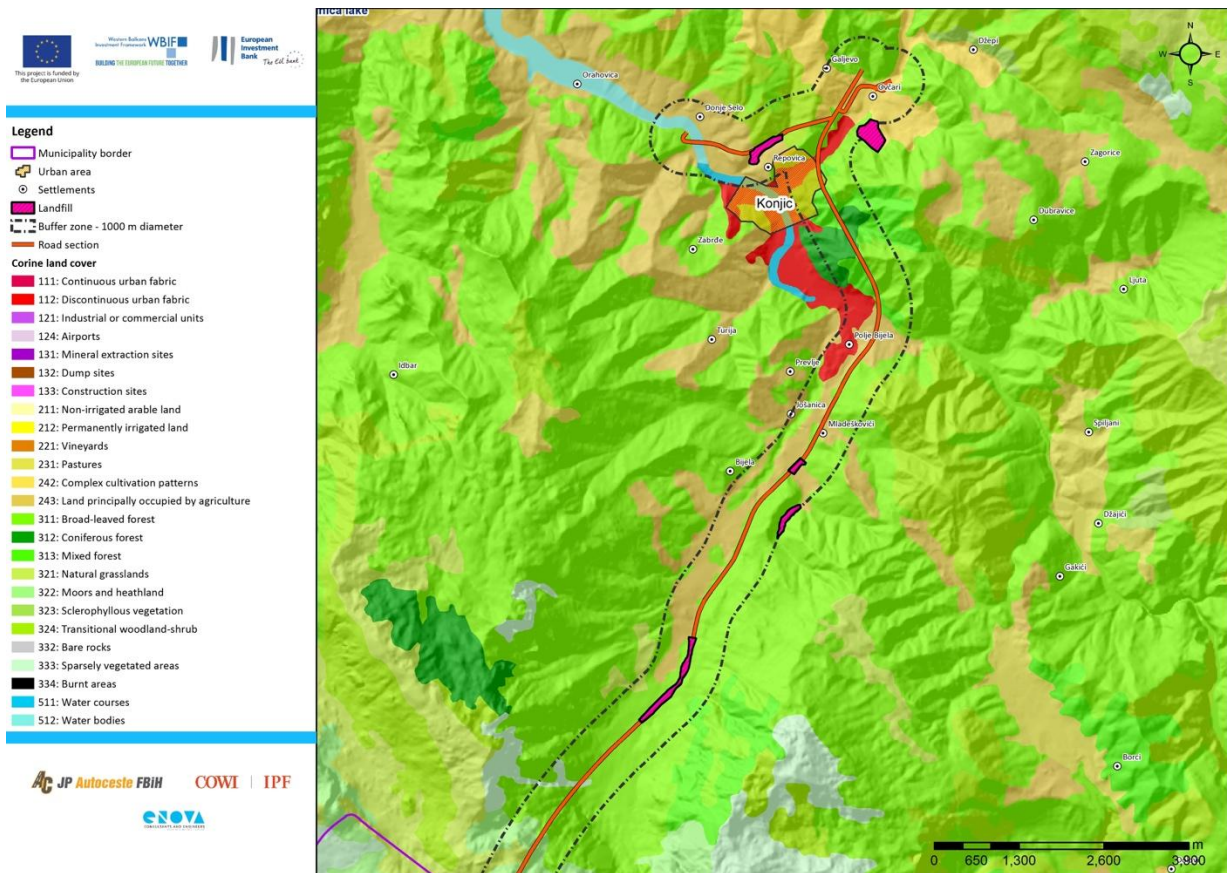 This project is funded by
the European Union
Western Balkans
Investment Framework
WBIF
BUILDING THE EUROPEAN FUTURE TOGETHER
European
Investment
Bank
The EU bank
Legend
Municipality border
Urban area
Settlements
Landfill
Buffer zone - 1000 m diameter
Road section
Corine land cover
111: Continuous urban fabric
112: Discontinuous urban fabric
121: Industrial or commercial units
124: Airports
131: Mineral extraction sites
132: Dump sites
133: Construction sites
211: Non-irrigated arable land
212: Permanently irrigated land
221: Vineyards
231: Pastures
242: Complex cultivation patterns
243: Land principally occupied by agriculture
311: Broad-leaved forest
312: Coniferous forest
313: Mixed forest
321: Natural grasslands
322: Moors and heathland
323: Sclerophyllous vegetation
324: Transitional woodland-shrub
332: Bare rocks
333: Sparsely vegetated areas
334: Burnt areas
511: Water courses
512: Water bodies
AC JP Autoceste FBiH
COWI | IPF
ENOVA
CONSULTANTS AND ENGINEERS
nica lake
N
W E
S
Džepi
Galjevo
Orahovica
Ovčari
Donje Selo
Zagorice
Repovica
Konjic
Dubravice
Zabrđe
Ljuta
Turija
Polje Bijela
Idbar
Prevlje
Jošanica
Mladeškovići
Spiljani
Bijela
Džajići
Gakići
Borci
m
0 650 1,300 2,600 3,900